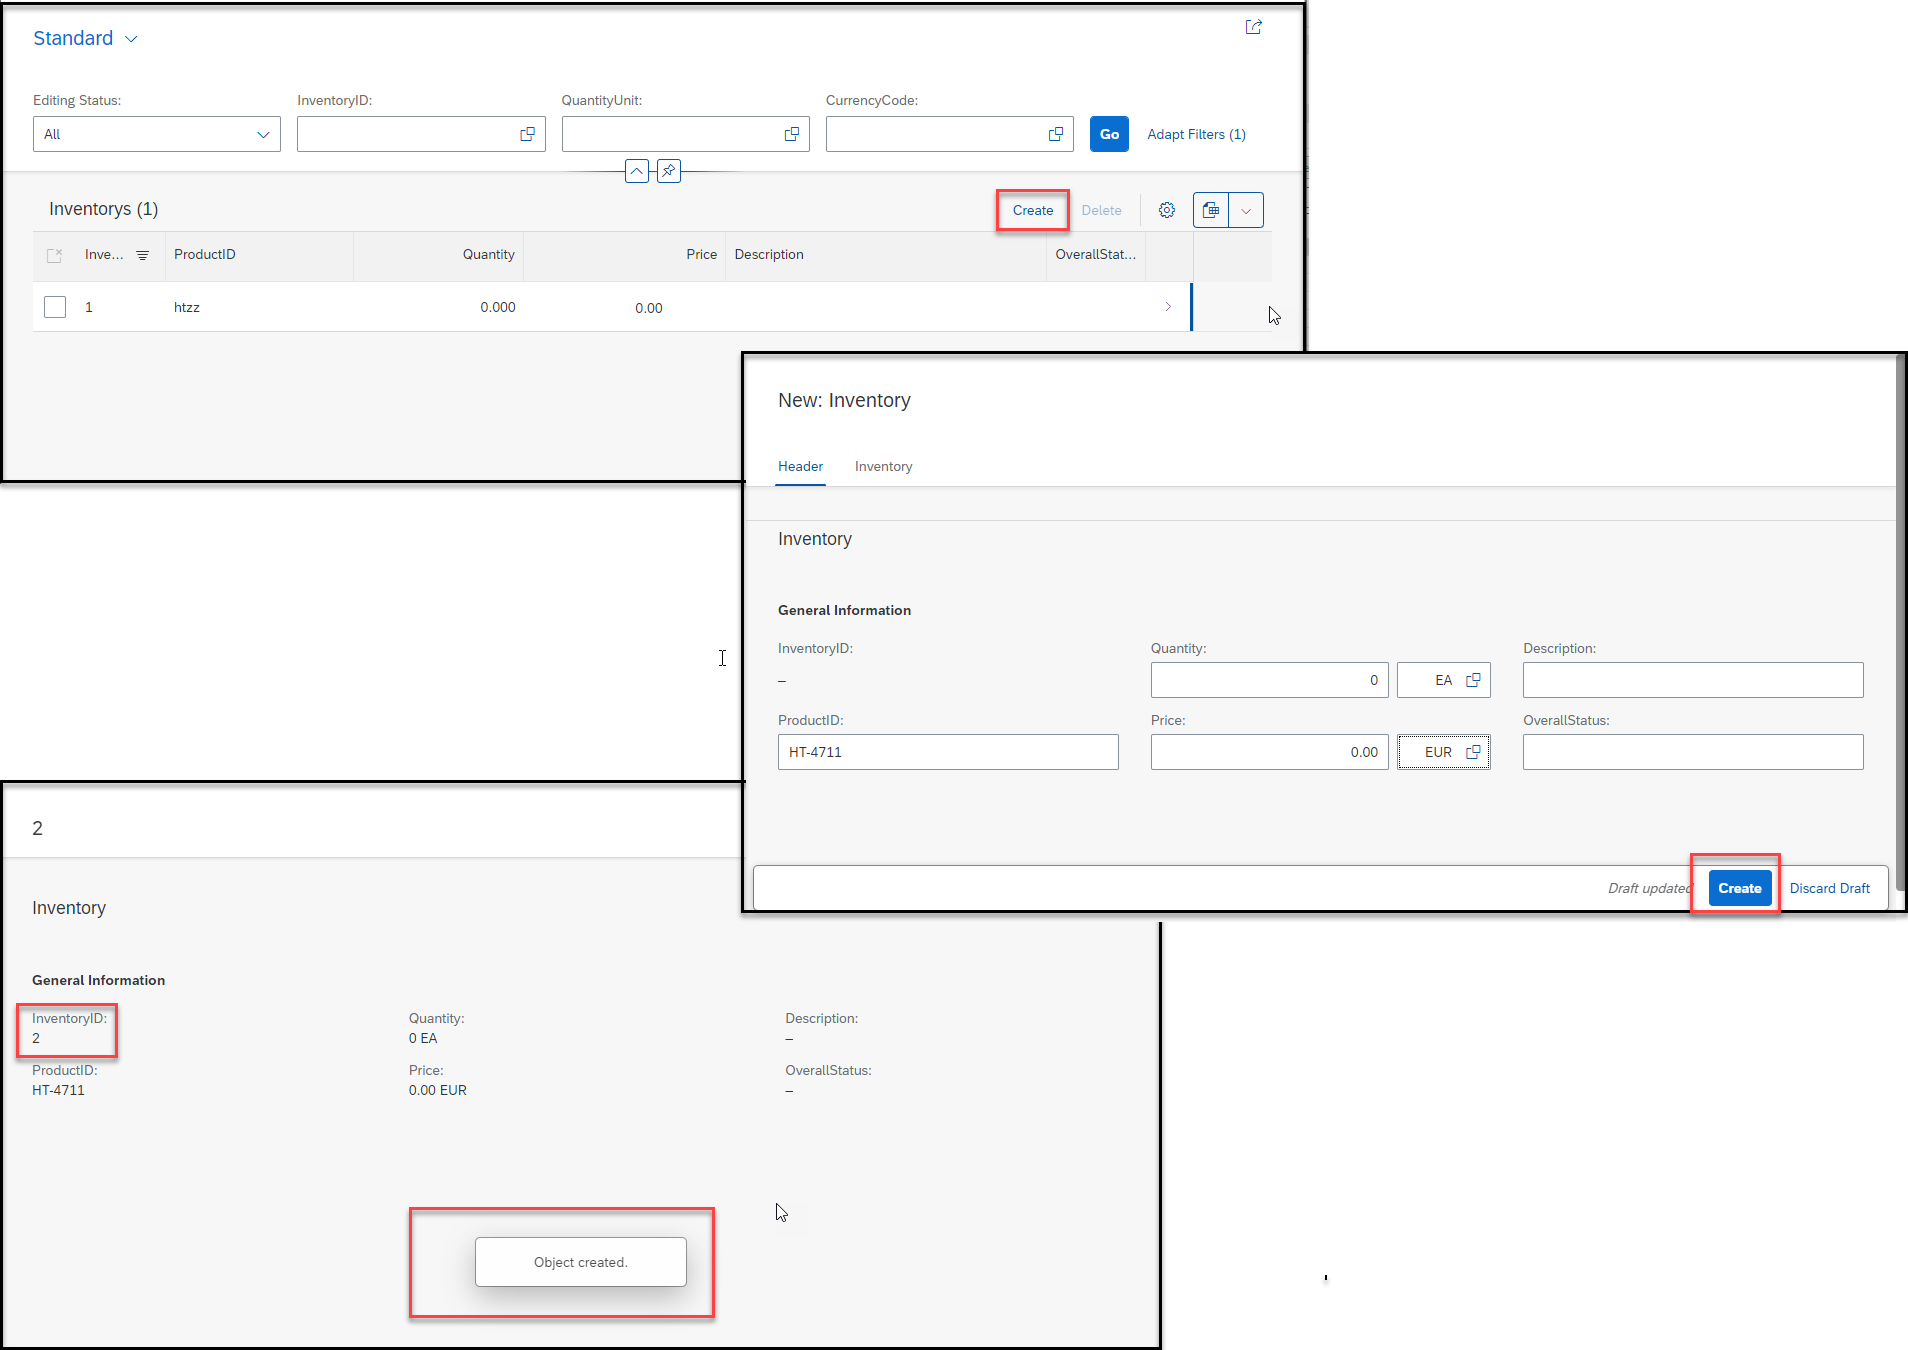 Standard
Editing Status: InventoryID: QuantityUnit: CurrencyCode:
All Go Adapt Filters (1)
Inventorys (1) Create Delete
Inve... ProductID Quantity Price Description OverallStat...
1 htzz 0.000 0.00
New: Inventory
Header Inventory
Inventory
General Information
InventoryID: Quantity: Description:
– 0 EA
ProductID: Price: OverallStatus:
HT-4711 0.00 EUR
Draft updated Create Discard Draft
2
Inventory
General Information
InventoryID: Quantity: Description:
2 0 EA –
ProductID: Price: OverallStatus:
HT-4711 0.00 EUR –
Object created.